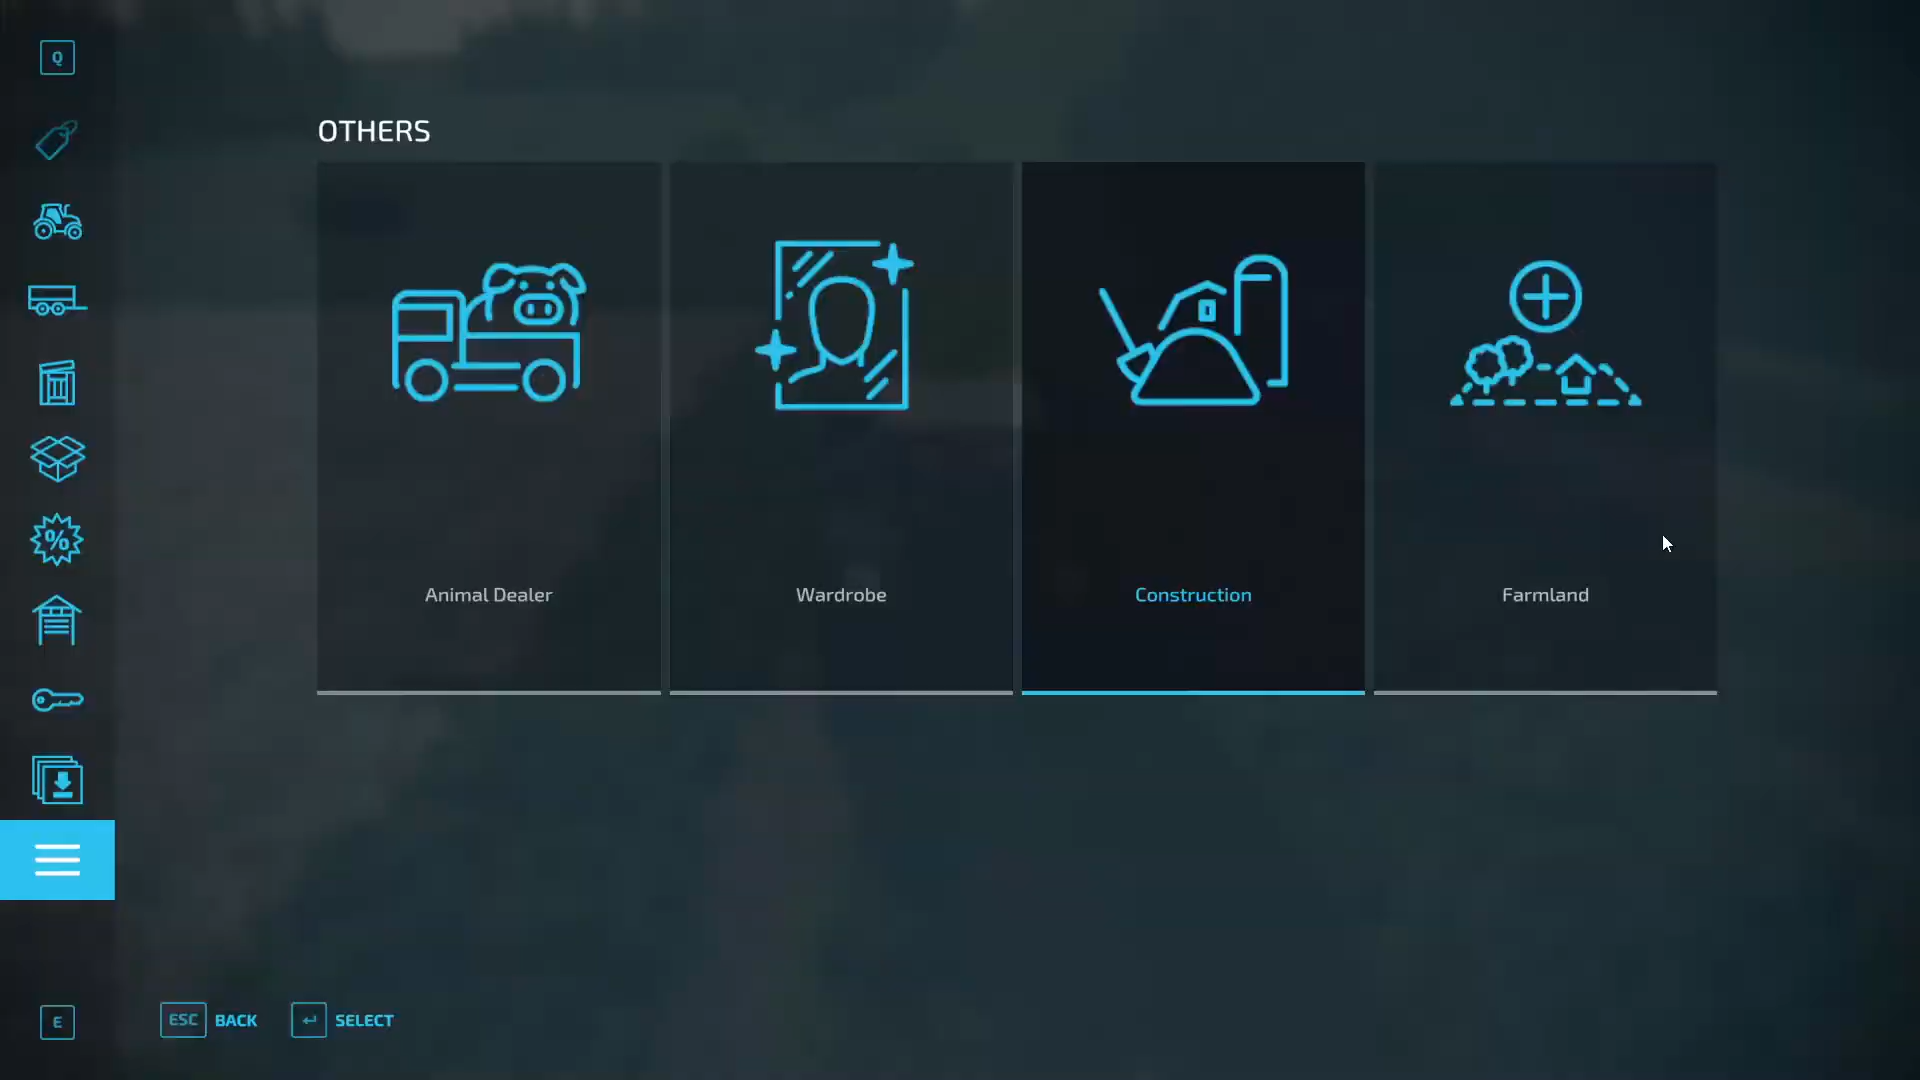 Q
OTHERS
Animal Dealer
Wardrobe
Construction
Farmland
%
E
ESC BACK
↵ SELECT